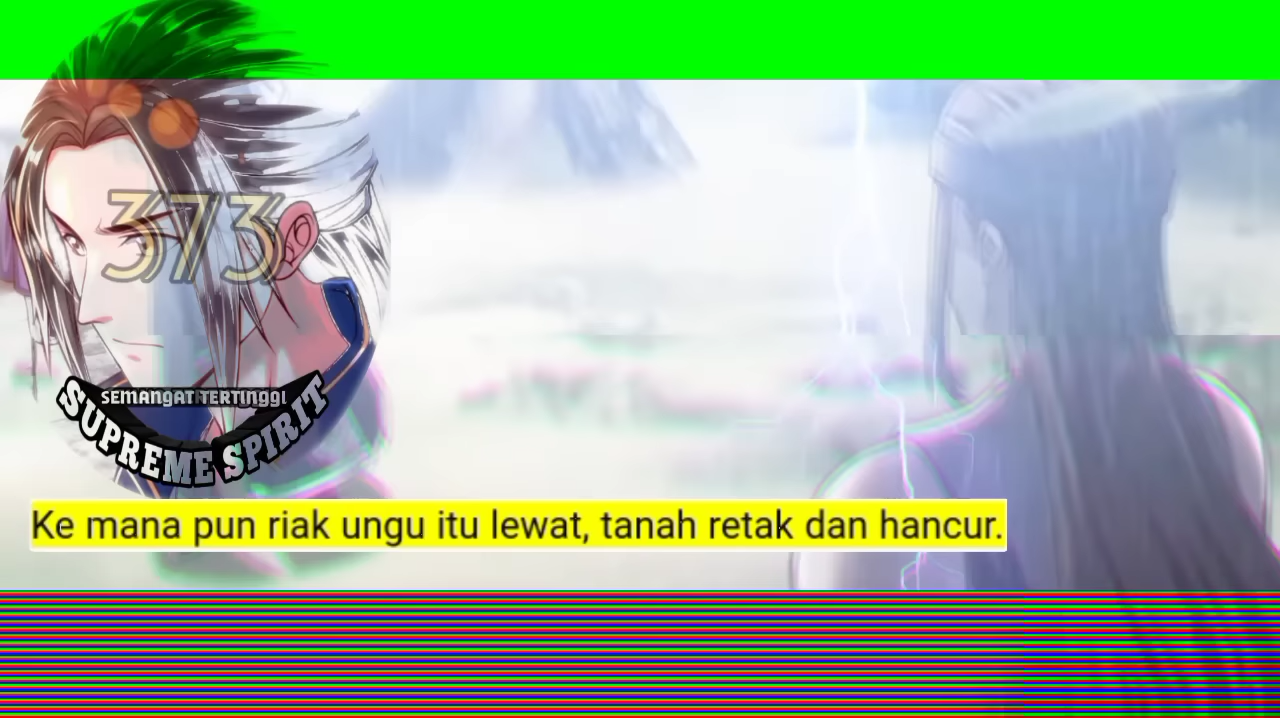 373
SEMANGAT TERTINGGI
SUPREME SPIRIT
Ke mana pun riak ungu itu lewat, tanah retak dan hancur.